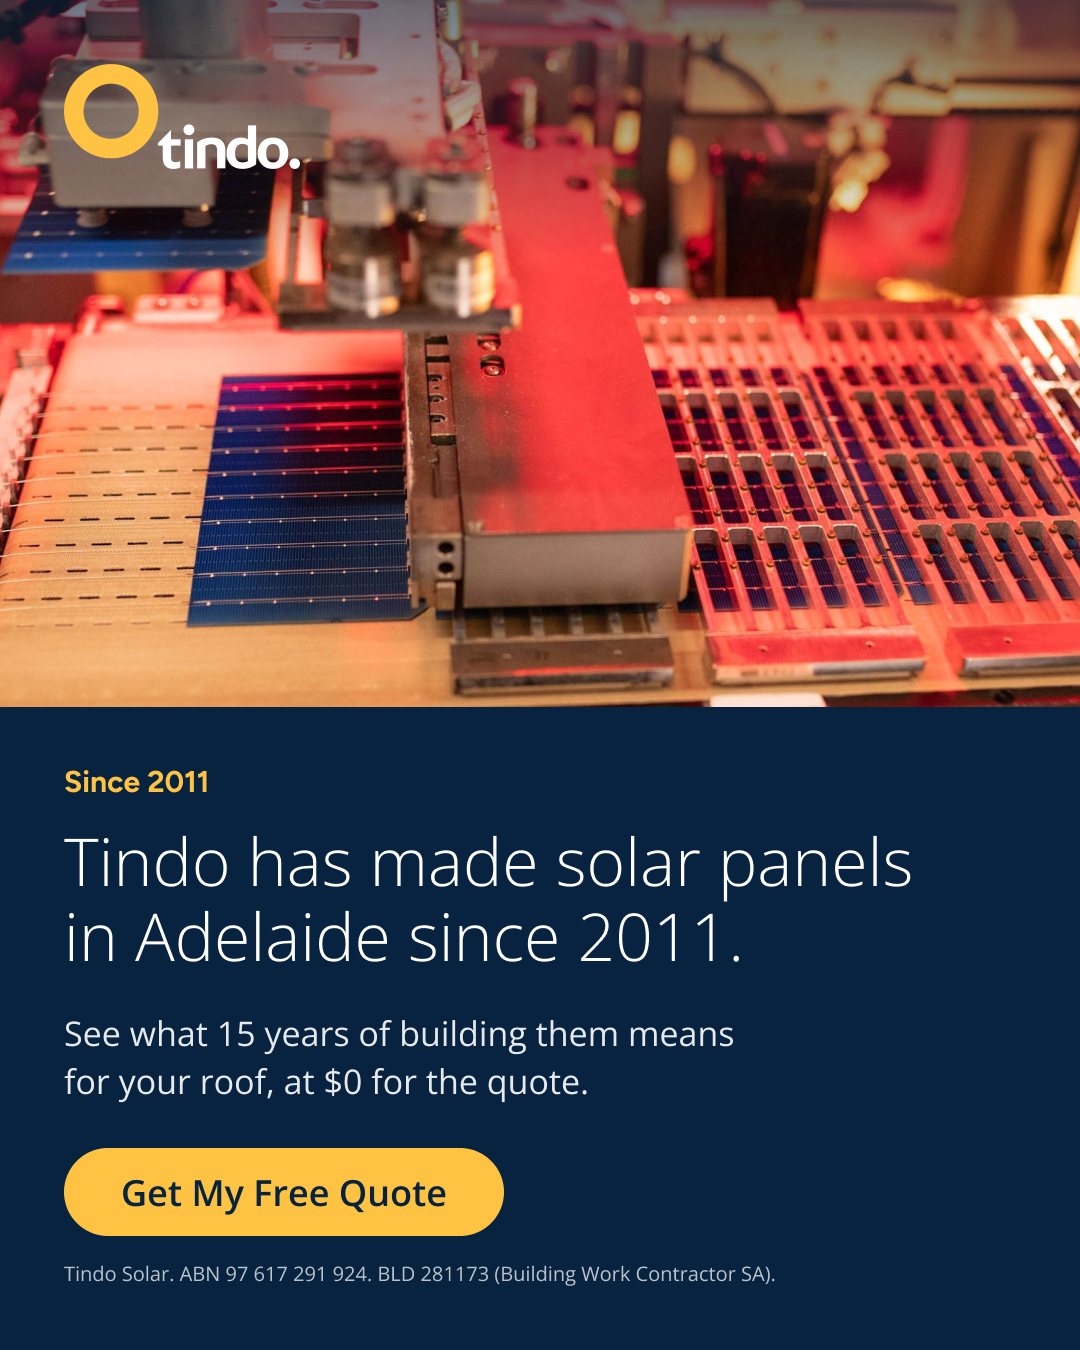 tindo.
Since 2011
Tindo has made solar panels
in Adelaide since 2011.
See what 15 years of building them means
for your roof, at $0 for the quote.
Get My Free Quote
Tindo Solar. ABN 97 617 291 924. BLD 281173 (Building Work Contractor SA).